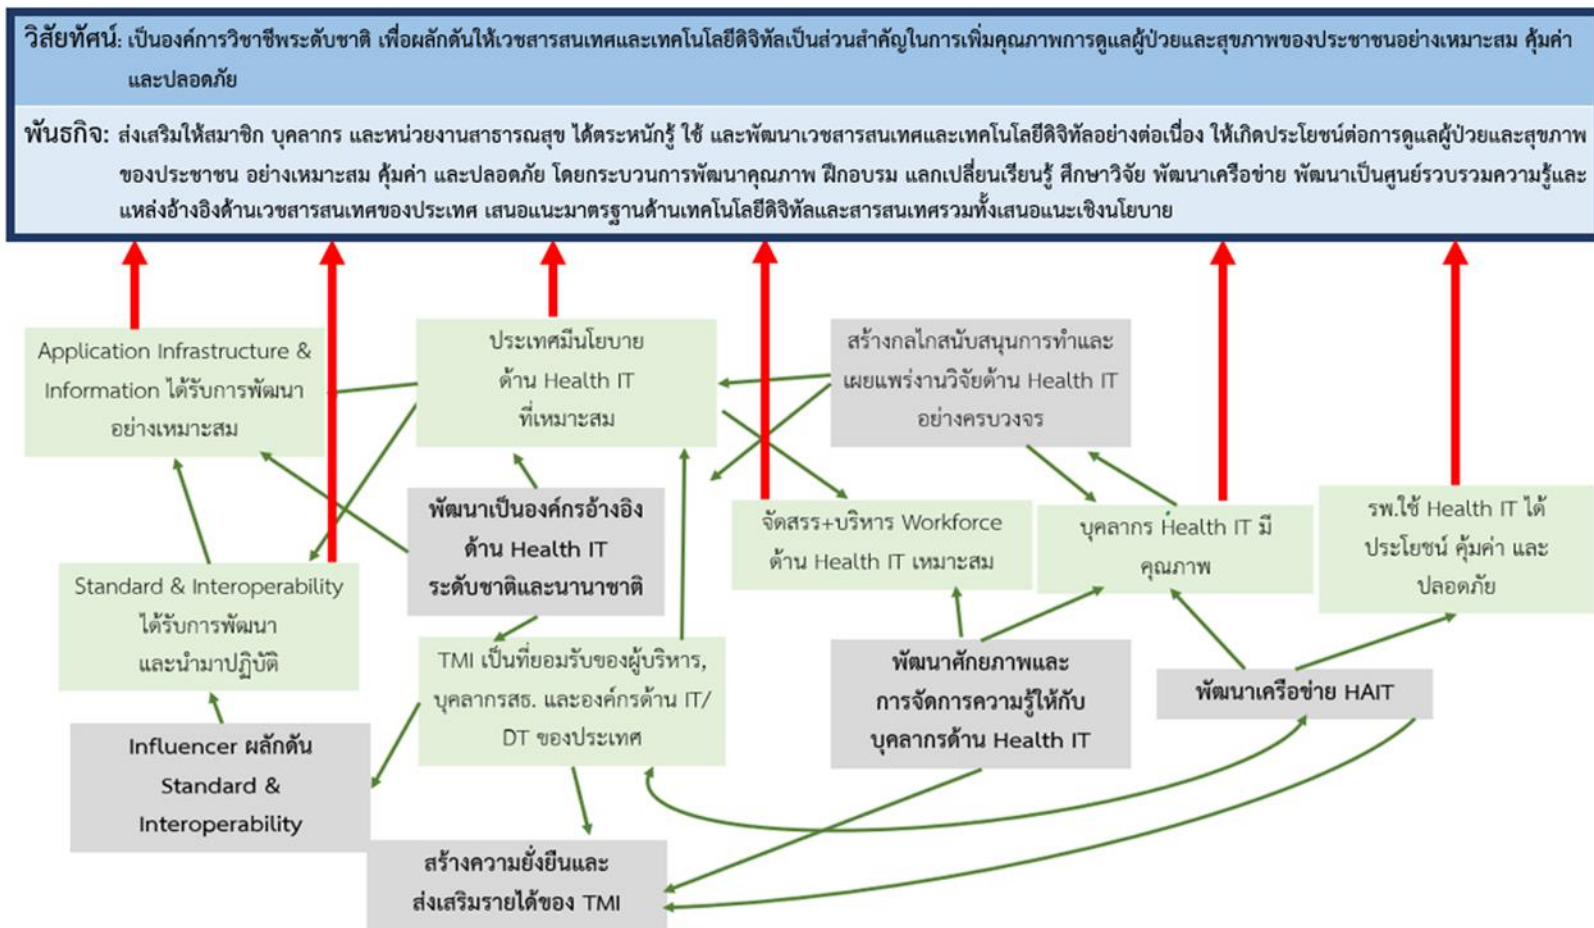 วิสัยทัศน์: เป็นองค์การวิชาชีพระดับชาติ เพื่อผลักดันให้เวชสารสนเทศและเทคโนโลยีดิจิทัลเป็นส่วนสำคัญในการเพิ่มคุณภาพการดูแลผู้ป่วยและสุขภาพของประชาชนอย่างเหมาะสม คุ้มค่า
และปลอดภัย
พันธกิจ: ส่งเสริมให้สมาชิก บุคลากร และหน่วยงานสาธารณสุข ได้ตระหนักรู้ ใช้ และพัฒนาเวชสารสนเทศและเทคโนโลยีดิจิทัลอย่างต่อเนื่อง ให้เกิดประโยชน์ต่อการดูแลผู้ป่วยและสุขภาพ
ของประชาชน อย่างเหมาะสม คุ้มค่า และปลอดภัย โดยกระบวนการพัฒนาคุณภาพ ฝึกอบรม แลกเปลี่ยนเรียนรู้ ศึกษาวิจัย พัฒนาเครือข่าย พัฒนาเป็นศูนย์รวบรวมความรู้และ
แหล่งอ้างอิงด้านเวชสารสนเทศของประเทศ เสนอแนะมาตรฐานด้านเทคโนโลยีดิจิทัลและสารสนเทศรวมทั้งเสนอแนะเชิงนโยบาย
Application Infrastructure &
Information ได้รับการพัฒนา
อย่างเหมาะสม
ประเทศมีนโยบาย
ด้าน Health IT
ที่เหมาะสม
สร้างกลไกสนับสนุนการทำและ
เผยแพร่งานวิจัยด้าน Health IT
อย่างครบวงจร
พัฒนาเป็นองค์กรอ้างอิง
ด้าน Health IT
ระดับชาติและนานาชาติ
จัดสรร+บริหาร Workforce
ด้าน Health IT เหมาะสม
บุคลากร Health IT มี
คุณภาพ
รพ.ใช้ Health IT ได้
ประโยชน์ คุ้มค่า และ
ปลอดภัย
Standard & Interoperability
ได้รับการพัฒนา
และนำมาปฏิบัติ
TMI เป็นที่ยอมรับของผู้บริหาร,
บุคลากรสธ. และองค์กรด้าน IT/
DT ของประเทศ
พัฒนาศักยภาพและ
การจัดการความรู้ให้กับ
บุคลากรด้าน Health IT
พัฒนาเครือข่าย HAIT
Influencer ผลักดัน
Standard &
Interoperability
สร้างความยั่งยืนและ
ส่งเสริมรายได้ของ TMI